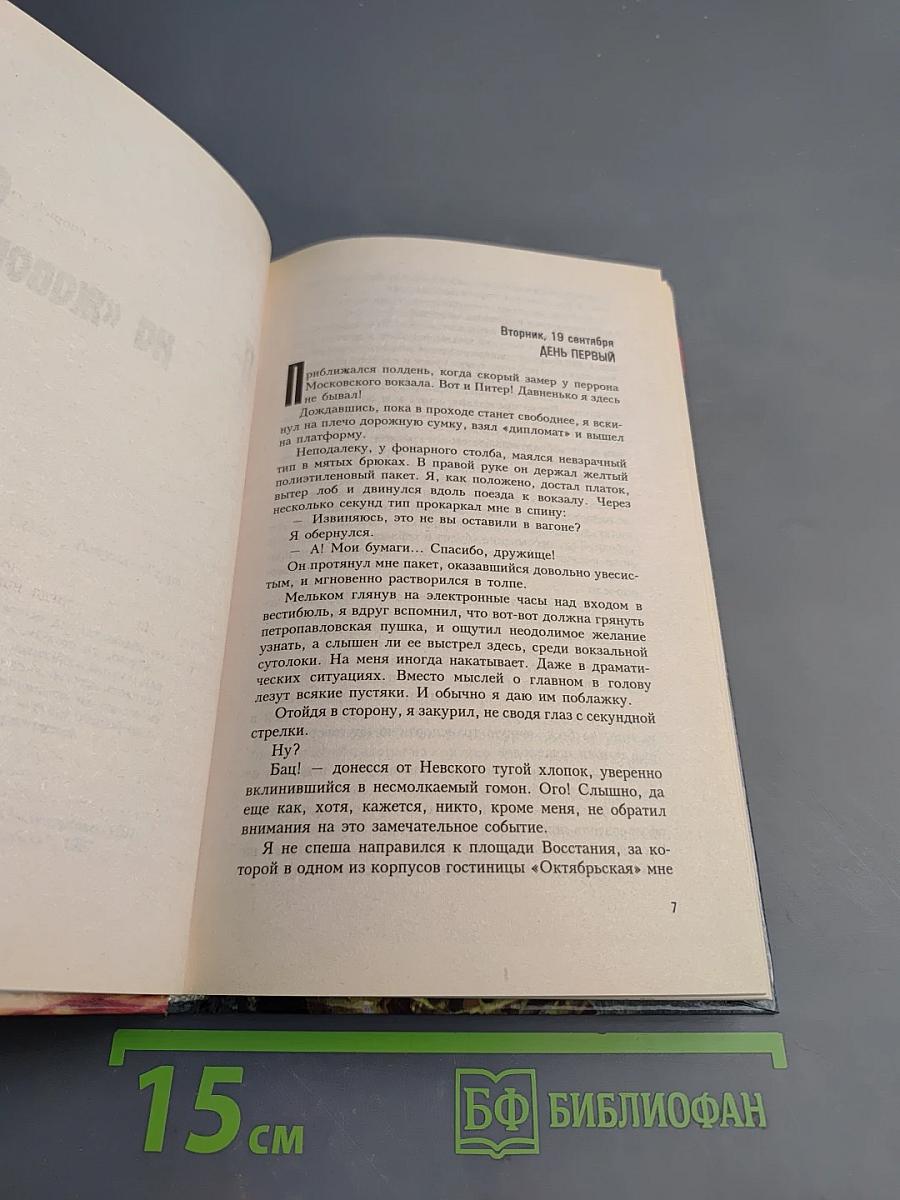 Вторник, 19 сентября
ДЕНЬ ПЕРВЫЙ
Приближался полдень, когда скорый замер у перрона
Московского вокзала. Вот и Питер! Давненько я здесь
не бывал!
Дождавшись, пока в проходе станет свободнее, я вски-
нул на плечо дорожную сумку, взял «дипломат» и вышел
на платформу.
Неподалеку, у фонарного столба, маялся невзрачный
тип в мятых брюках. В правой руке он держал желтый
полиэтиленовый пакет. Я, как положено, достал платок,
вытер лоб и двинулся вдоль поезда к вокзалу. Через
несколько секунд тип прокаркал мне в спину:
— Извиняюсь, это не вы оставили в вагоне?
Я обернулся.
— А! Мои бумаги... Спасибо, дружище!
Он протянул мне пакет, оказавшийся довольно увесис-
тым, и мгновенно растворился в толпе.
Мельком глянув на электронные часы над входом в
вестибюль, я вдруг вспомнил, что вот-вот должна грянуть
петропавловская пушка, и ощутил неодолимое желание
узнать, а слышен ли ее выстрел здесь, среди вокзальной
сутолоки. На меня иногда накатывает. Даже в драмати-
ческих ситуациях. Вместо мыслей о главном в голову
лезут всякие пустяки. И обычно я даю им поблажку.
Отойдя в сторону, я закурил, не сводя глаз с секундной
стрелки.
Ну?
Бац! — донесся от Невского тугой хлопок, уверенно
вклинившийся в несмолкаемый гомон. Ого! Слышно, да
еще как, хотя, кажется, никто, кроме меня, не обратил
внимания на это замечательное событие.
Я не спеша направился к площади Восстания, за ко-
торой в одном из корпусов гостиницы «Октябрьская» мне
7
15 см
БФ БИБЛИОФАН